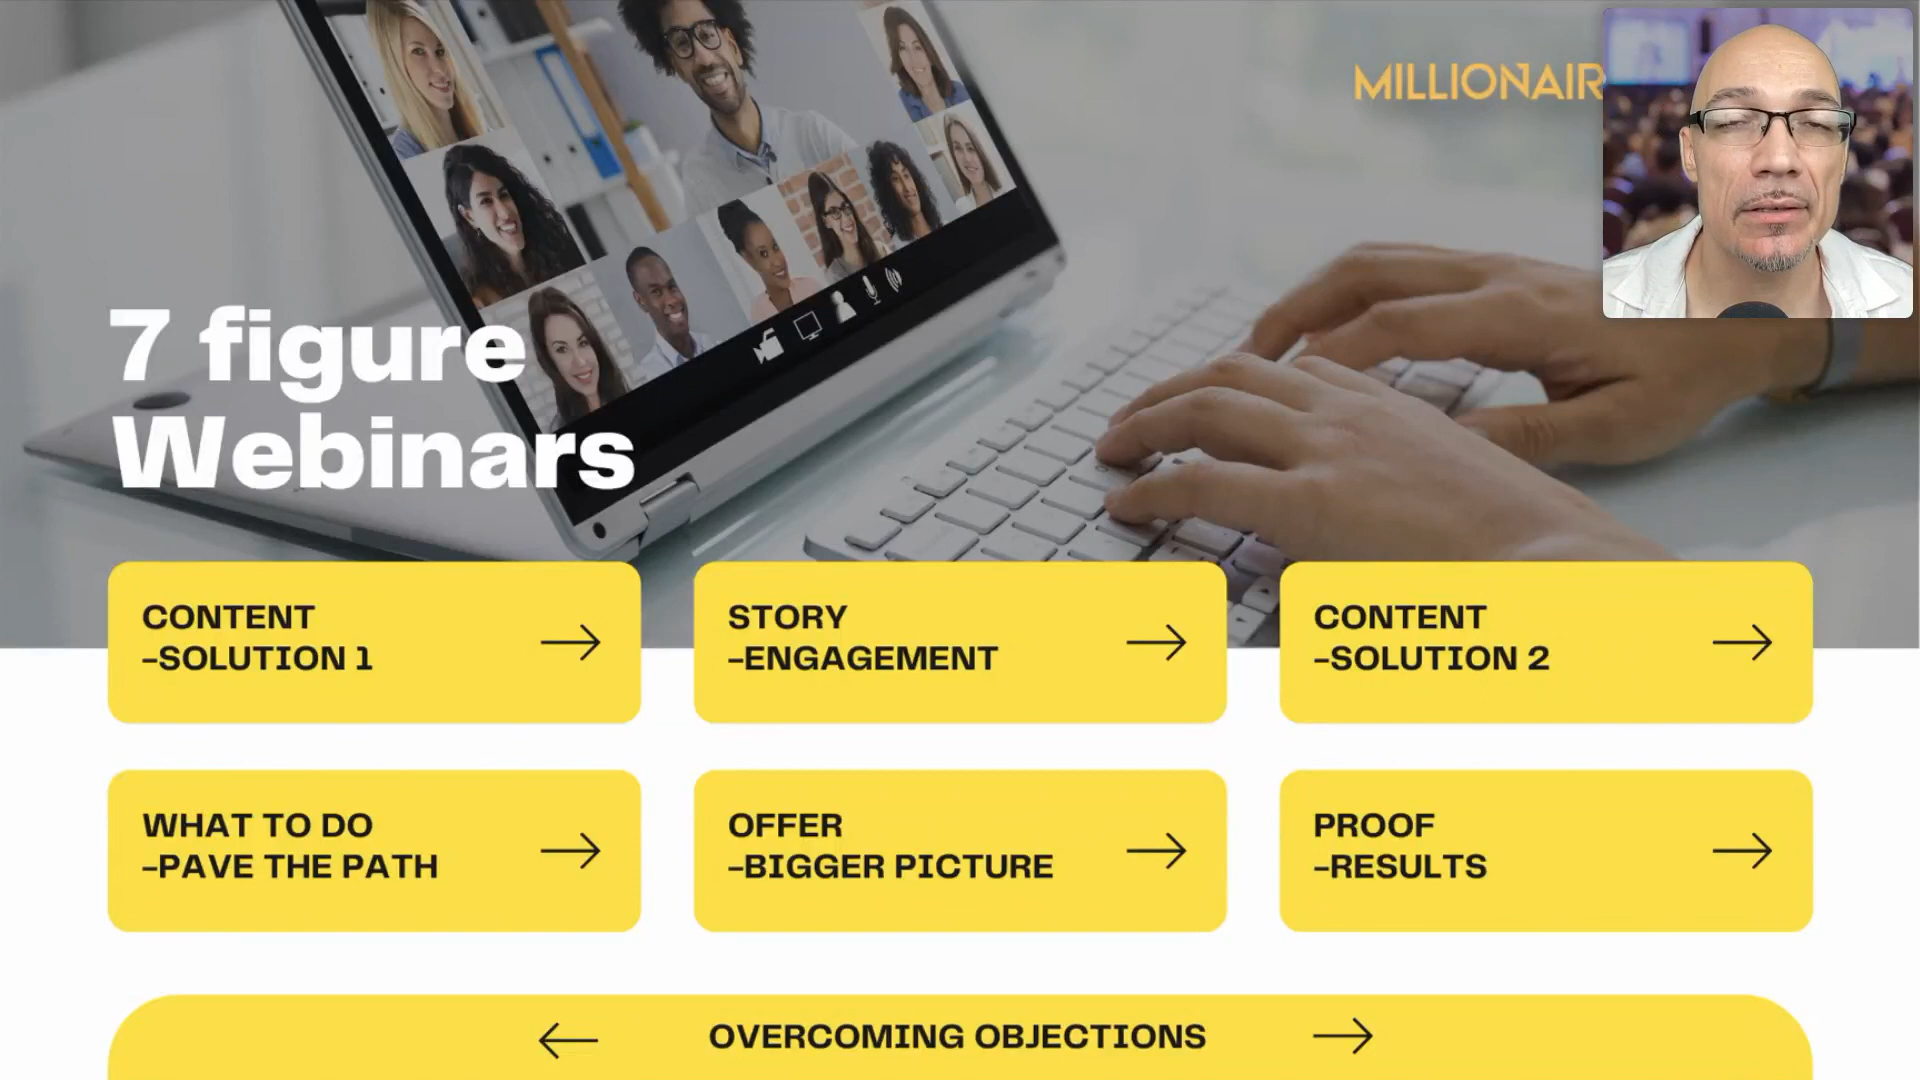 MILLIONAIR
7 figure
Webinars
CONTENT
-SOLUTION 1
STORY
-ENGAGEMENT
CONTENT
-SOLUTION 2
WHAT TO DO
-PAVE THE PATH
OFFER
-BIGGER PICTURE
PROOF
-RESULTS
OVERCOMING OBJECTIONS